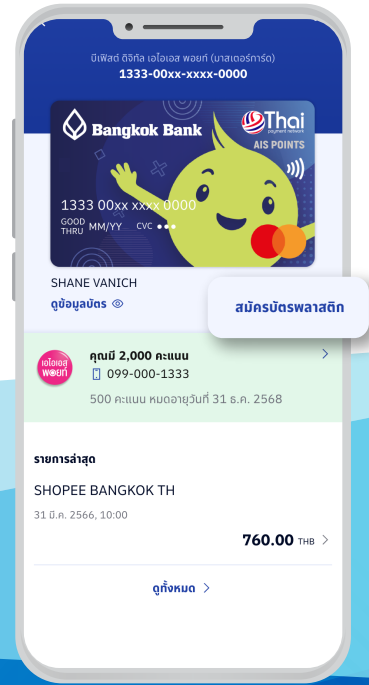 บีเฟิสต์ ดิจิทัล เอไอเอส พอยท์ (มาสเตอร์การ์ด)
1333-00xx-xxxx-0000
Bangkok Bank
Thai
payment network
AIS POINTS
1333 00xx xxxx 0000
GOOD THRU MM/YY CVC •••
SHANE VANICH
ดูข้อมูลบัตร
สมัครบัตรพลาสติก
เอไอเอส
พอยท์
คุณมี 2,000 คะแนน
099-000-1333
500 คะแนน หมดอายุวันที่ 31 ธ.ค. 2568
รายการล่าสุด
SHOPEE BANGKOK TH
31 มี.ค. 2566, 10:00
760.00 THB
ดูทั้งหมด